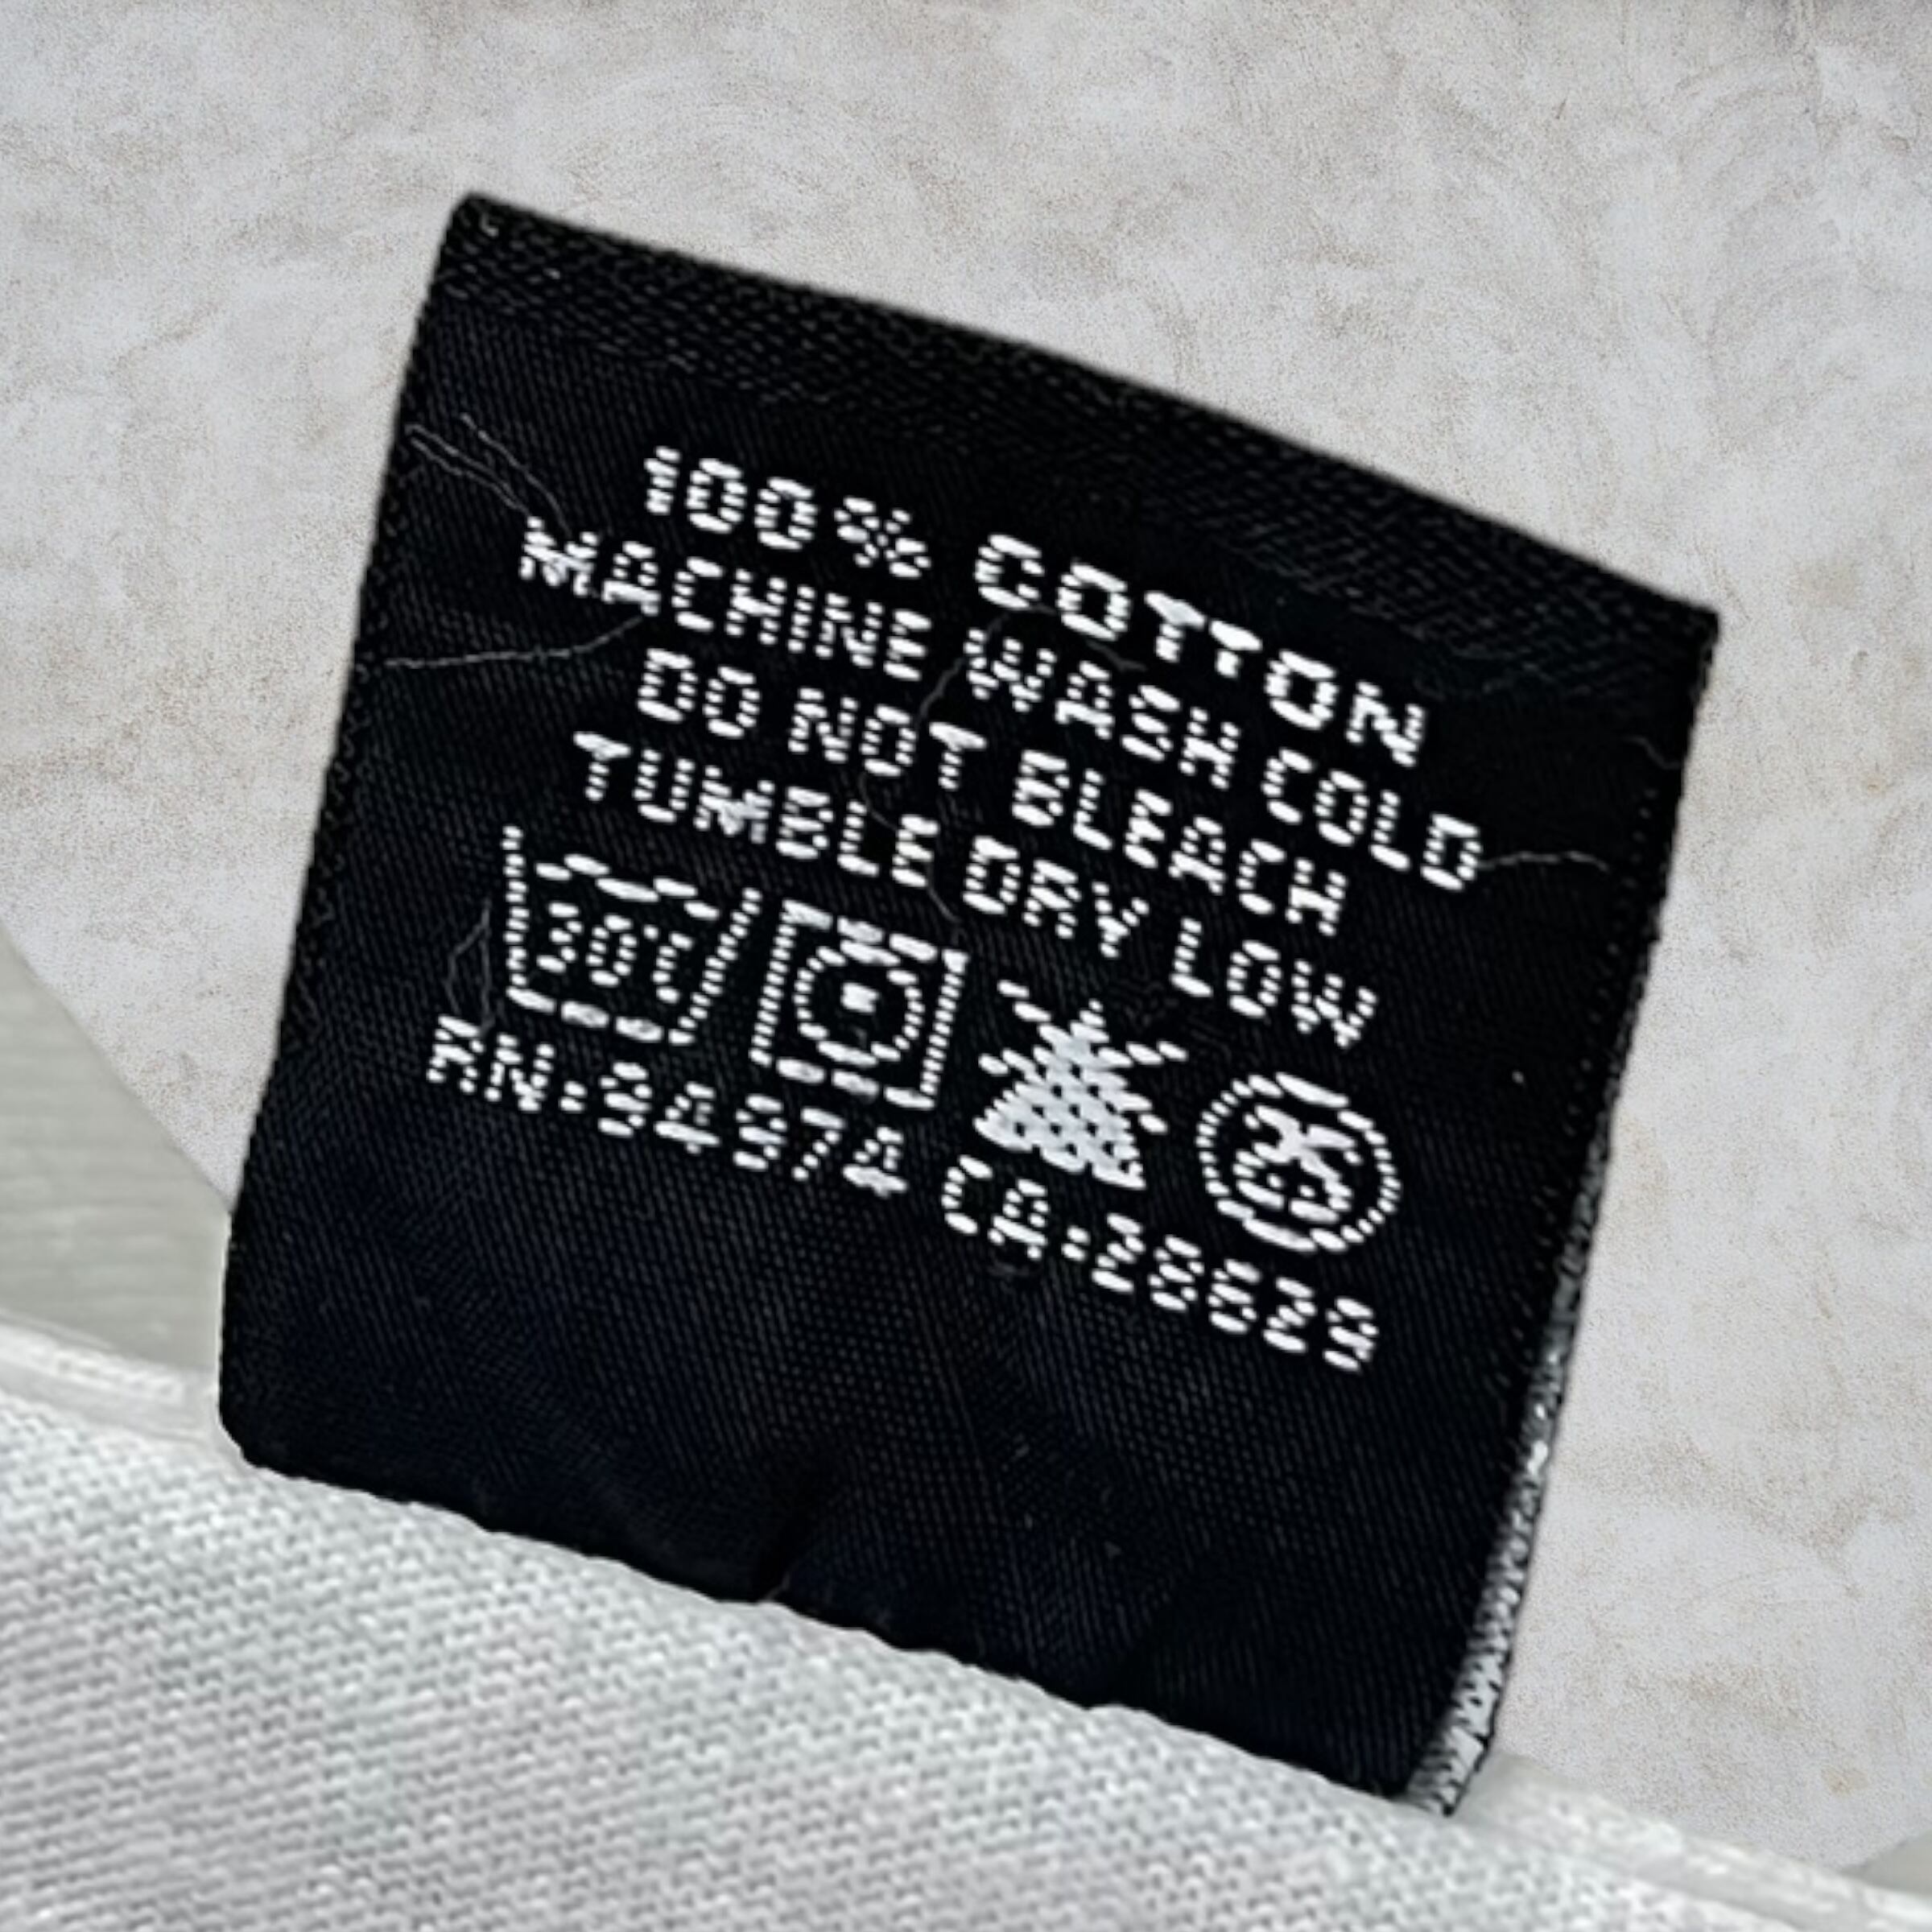 100% COTTON
MACHINE WASH COLD
DO NOT BLEACH
TUMBLE DRY LOW
30°C
RN:94974 CA:28629